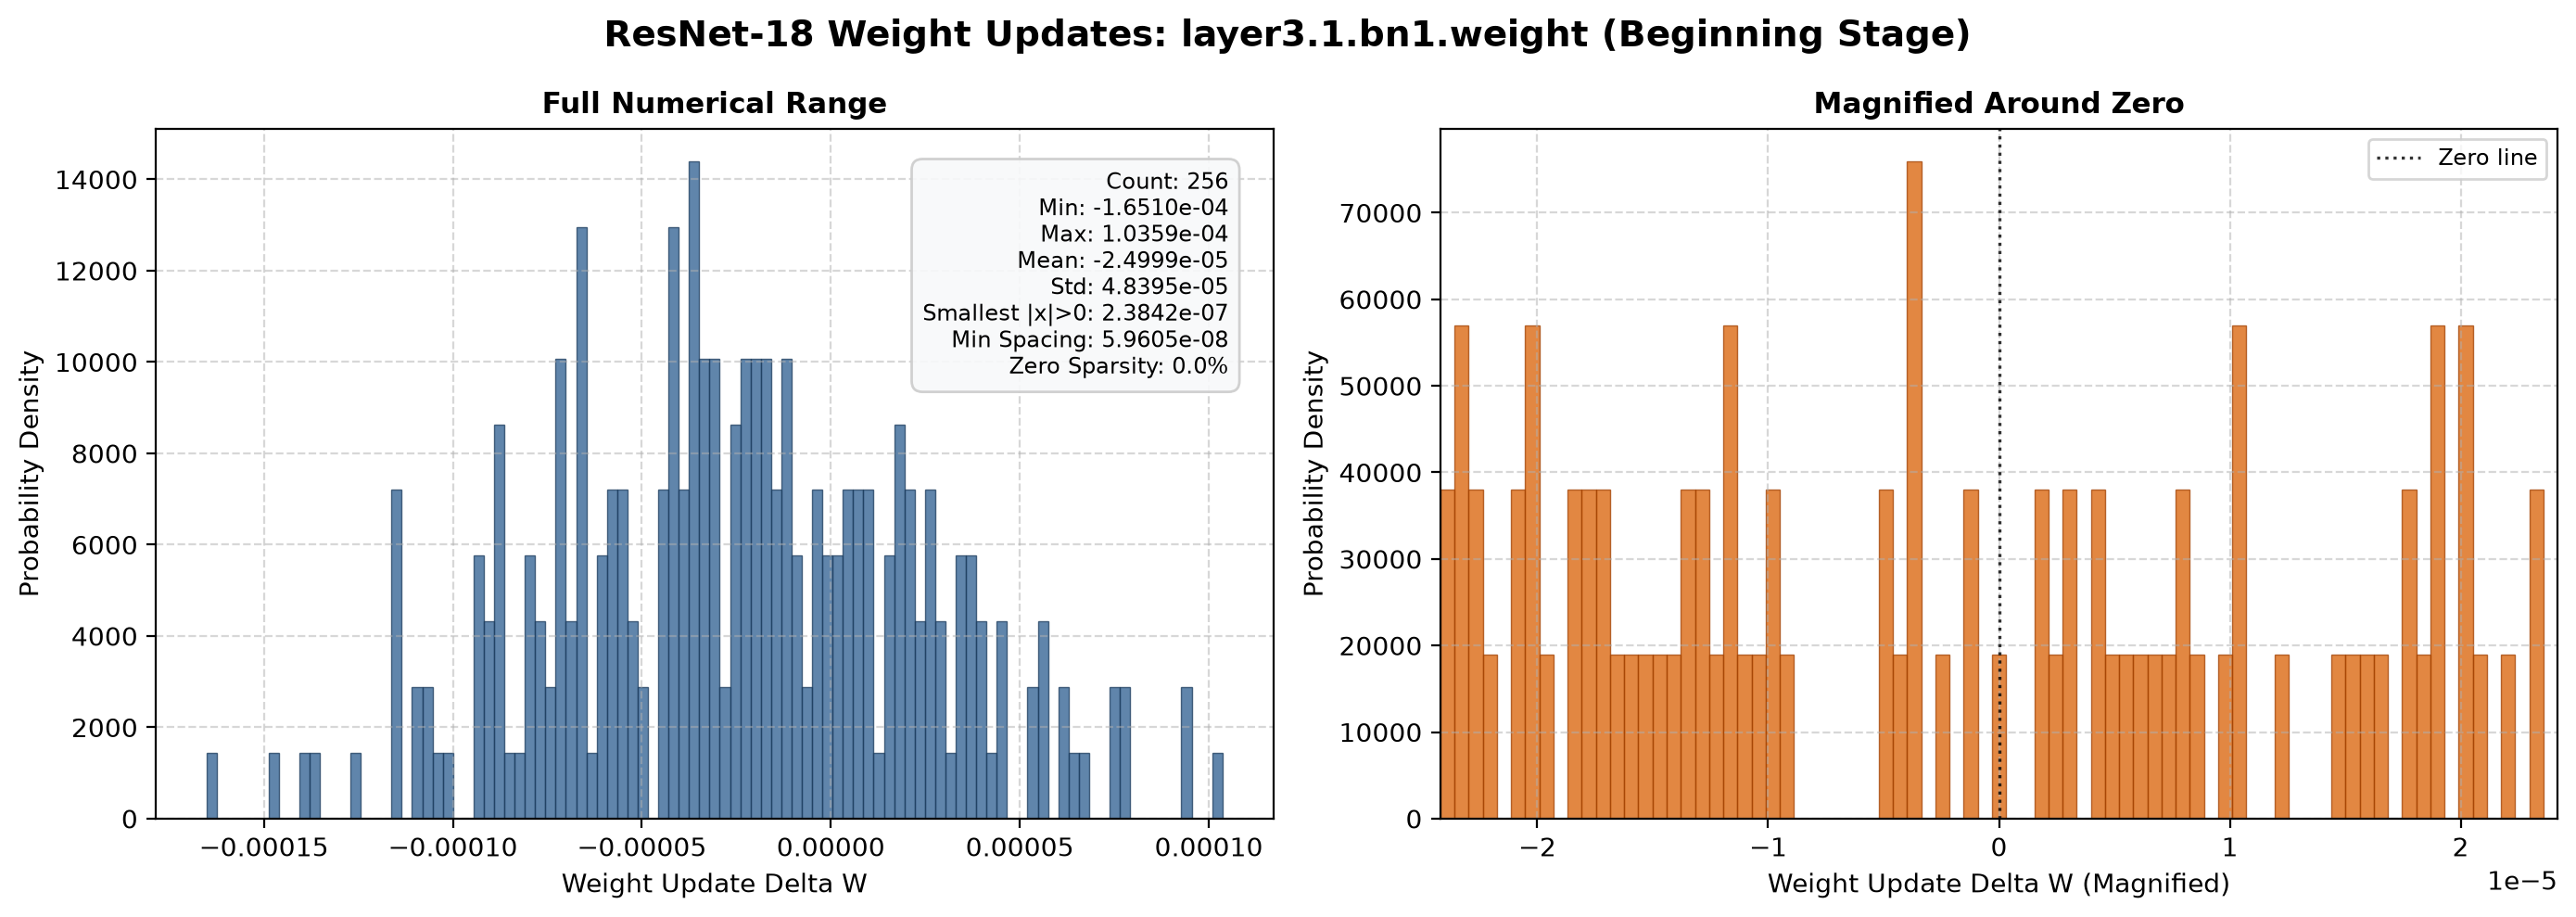 ResNet-18 Weight Updates: layer3.1.bn1.weight (Beginning Stage)
Full Numerical Range
14000
12000
10000
8000
6000
4000
2000
0
Probability Density
Count: 256
Min: -1.6510e-04
Max: 1.0359e-04
Mean: -2.4999e-05
Std: 4.8395e-05
Smallest |x|>0: 2.3842e-07
Min Spacing: 5.9605e-08
Zero Sparsity: 0.0%
−0.00015 −0.00010 −0.00005 0.00000 0.00005 0.00010
Weight Update Delta W
Magnified Around Zero
Zero line
70000
60000
50000
40000
30000
20000
10000
0
Probability Density
−2 −1 0 1 2
1e−5
Weight Update Delta W (Magnified)